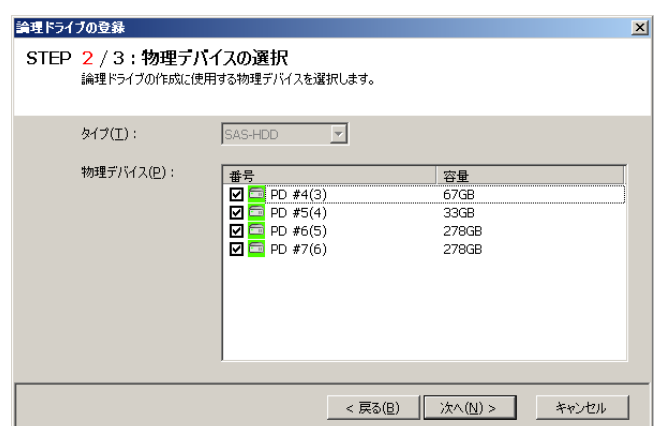 論理ドライブの登録
STEP 2 / 3 : 物理デバイスの選択
論理ドライブの作成に使用する物理デバイスを選択します。
タイプ(T) : SAS-HDD
物理デバイス(P) :
番号 容量
PD #4(3) 67GB
PD #5(4) 33GB
PD #6(5) 278GB
PD #7(6) 278GB
< 戻る(B) 次へ(N) > キャンセル